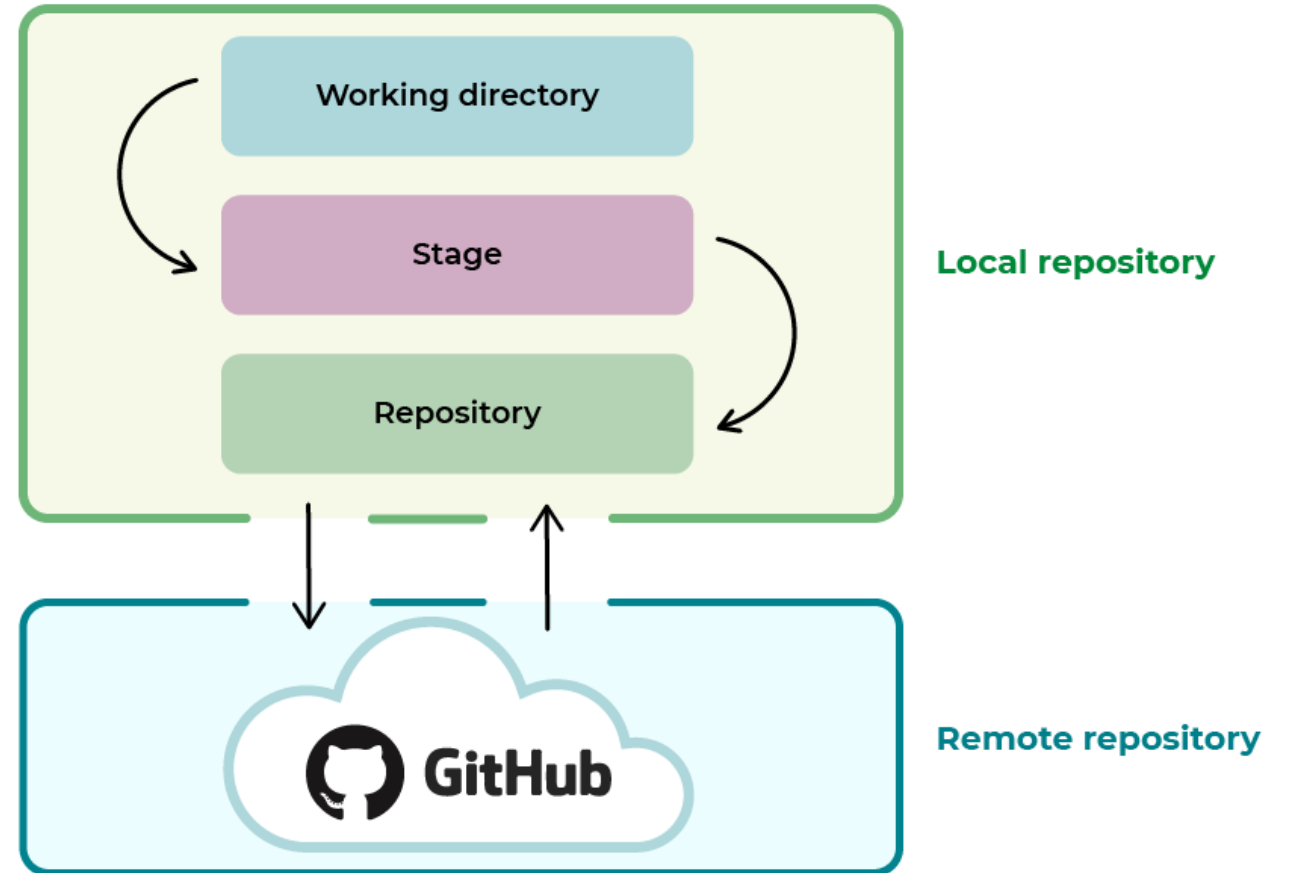 Working directory
Stage
Local repository
Repository
GitHub
Remote repository